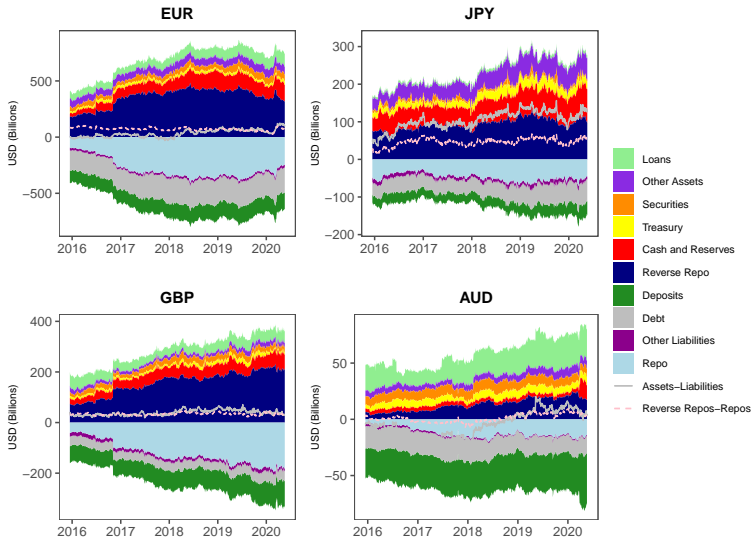 EUR
USD (Billions)
500
0
−500
2016 2017 2018 2019 2020
JPY
USD (Billions)
300
200
100
0
−100
−200
2016 2017 2018 2019 2020
GBP
USD (Billions)
400
200
0
−200
2016 2017 2018 2019 2020
AUD
USD (Billions)
50
0
−50
2016 2017 2018 2019 2020
Loans
Other Assets
Securities
Treasury
Cash and Reserves
Reverse Repo
Deposits
Debt
Other Liabilities
Repo
Assets−Liabilities
Reverse Repos−Repos